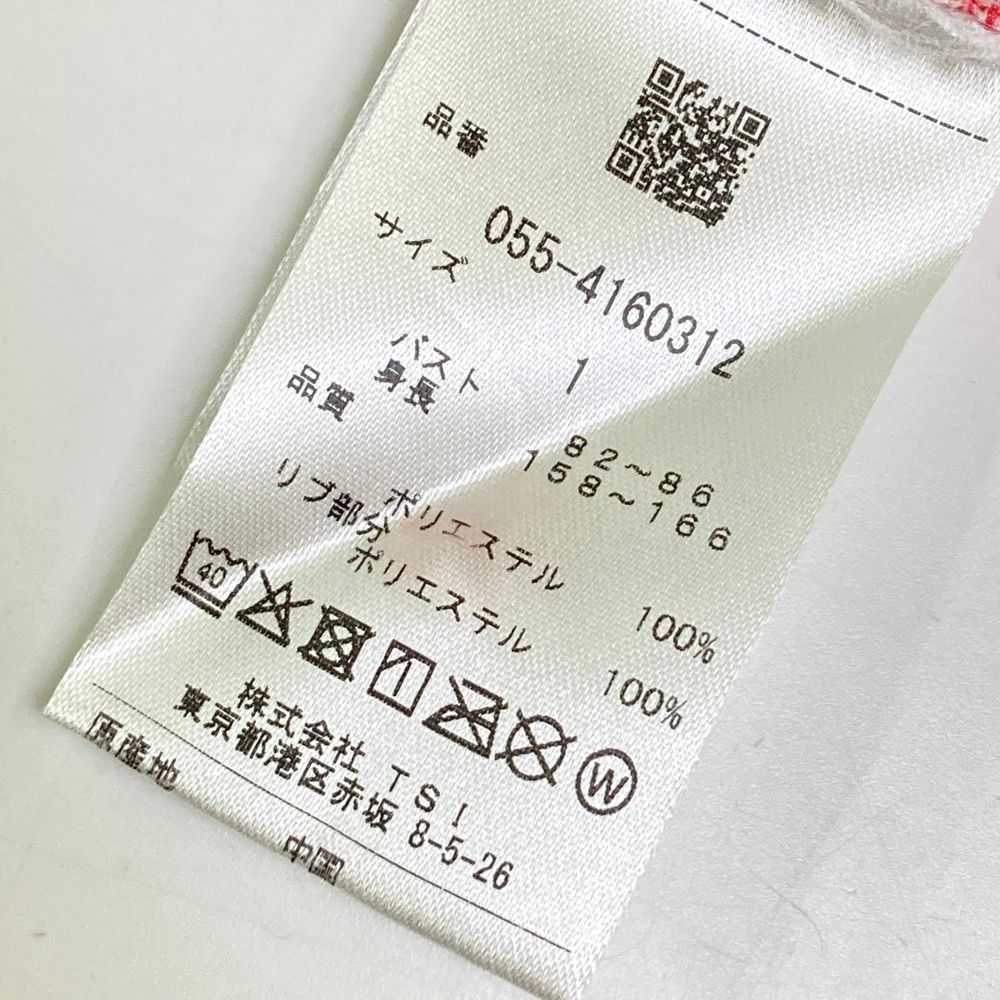 品番
055-4160312
サイズ
1
バスト 82～86
身長 158～166
品質
ポリエステル 100%
リブ部分
ポリエステル 100%
40
W
株式会社 TSI
東京都港区赤坂 8-5-26
原産地
中国